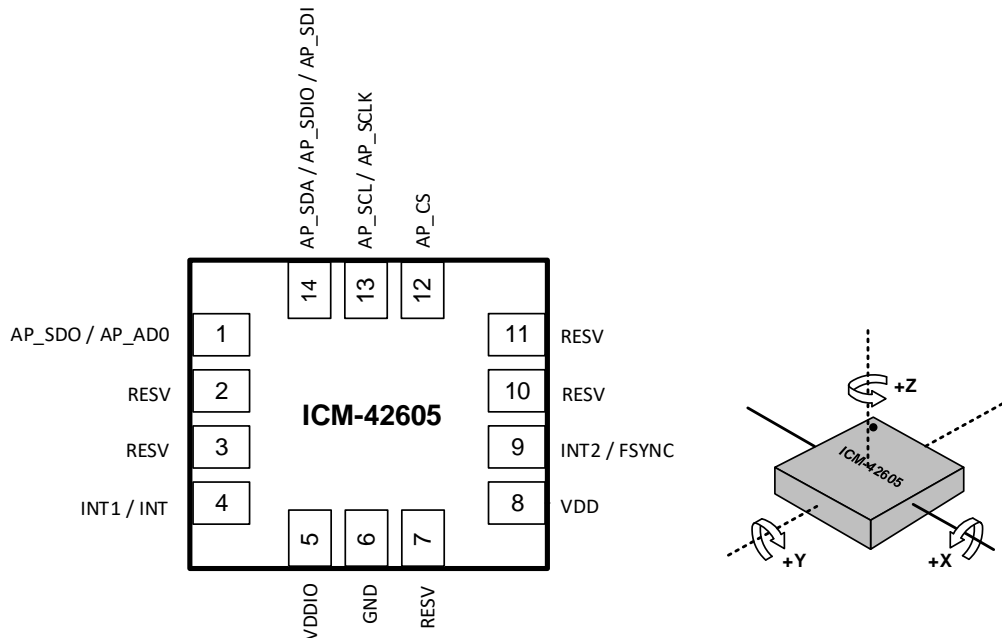 AP_SDA / AP_SDIO / AP_SDI
AP_SCL / AP_SCLK
AP_CS
14
13
12
AP_SDO / AP_AD0
1
11
RESV
RESV
2
10
RESV
ICM-42605
RESV
3
9
INT2 / FSYNC
INT1 / INT
4
8
VDD
5
6
7
VDDIO
GND
RESV
+Z
ICM-42605
+Y
+X